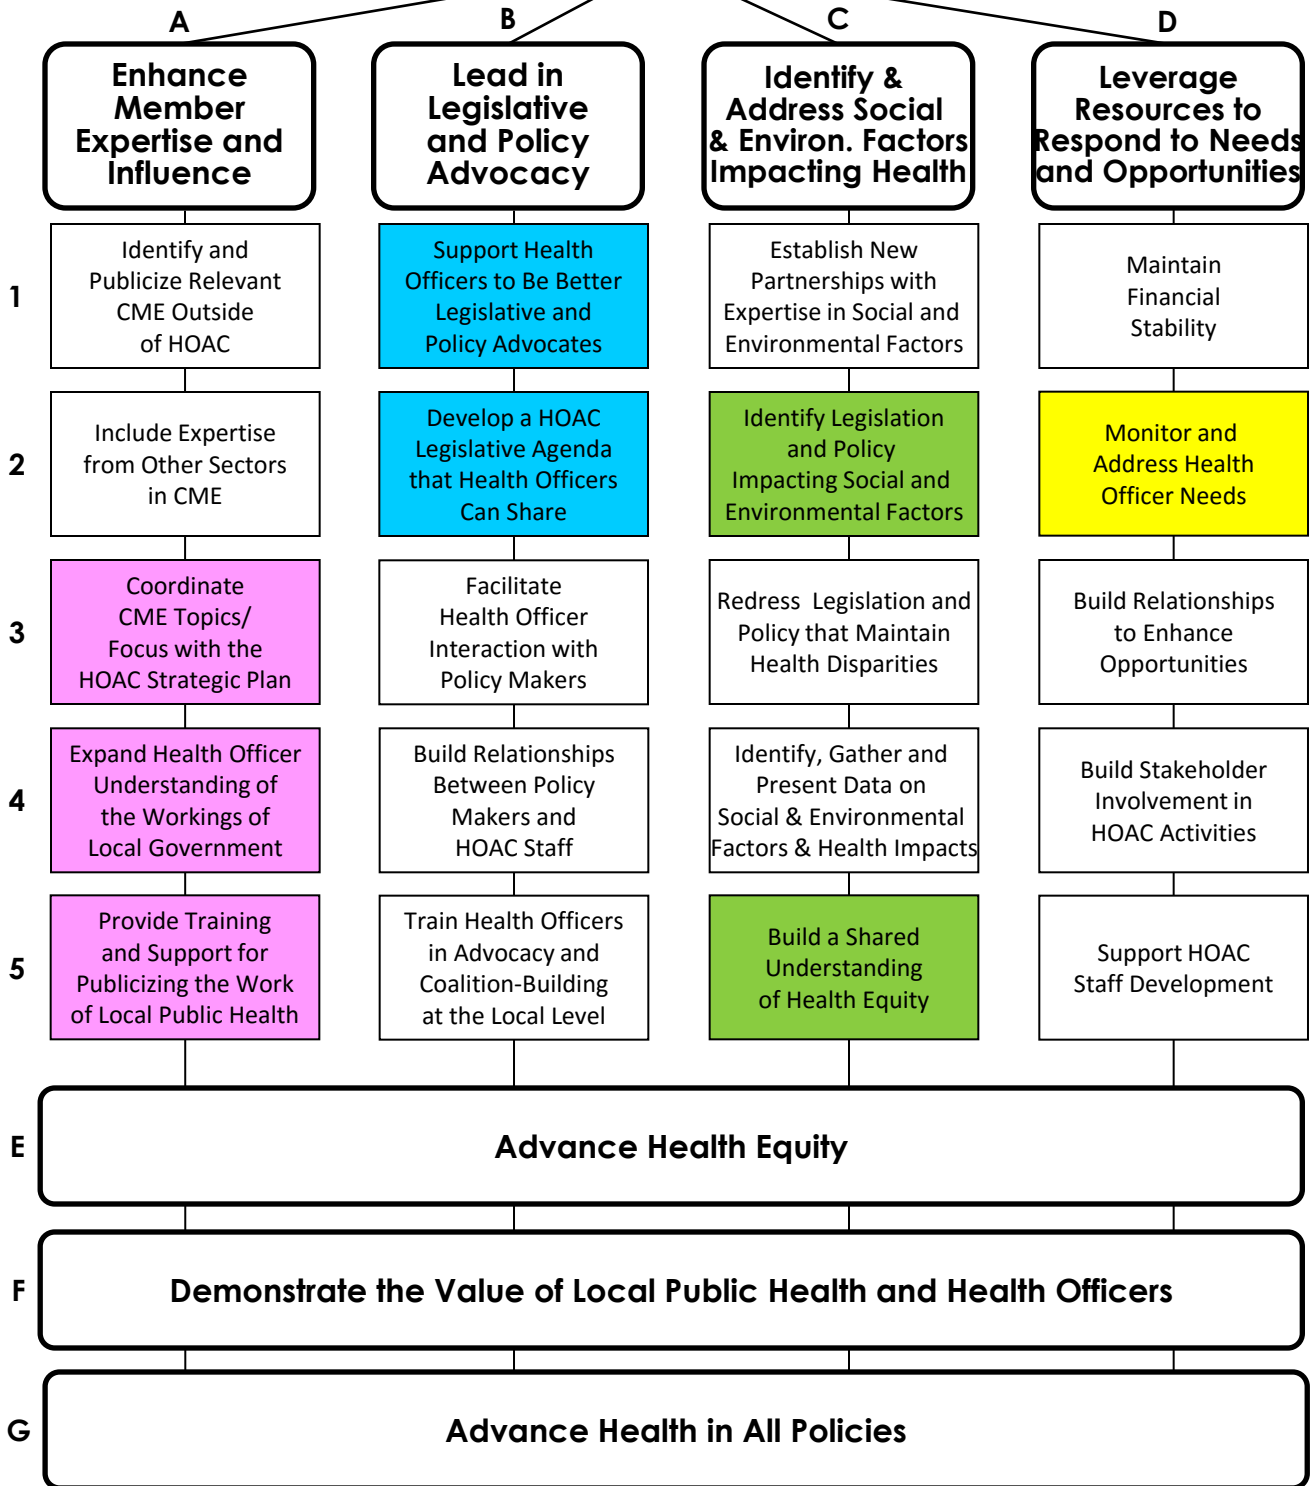 A
B
C
D
Enhance
Member
Expertise and
Influence
Lead in
Legislative
and Policy
Advocacy
Identify &
Address Social
& Environ. Factors
Impacting Health
Leverage
Resources to
Respond to Needs
and Opportunities
1
Identify and
Publicize Relevant
CME Outside
of HOAC
Support Health
Officers to Be Better
Legislative and
Policy Advocates
Establish New
Partnerships with
Expertise in Social and
Environmental Factors
Maintain
Financial
Stability
2
Include Expertise
from Other Sectors
in CME
Develop a HOAC
Legislative Agenda
that Health Officers
Can Share
Identify Legislation
and Policy
Impacting Social and
Environmental Factors
Monitor and
Address Health
Officer Needs
3
Coordinate
CME Topics/
Focus with the
HOAC Strategic Plan
Facilitate
Health Officer
Interaction with
Policy Makers
Redress Legislation and
Policy that Maintain
Health Disparities
Build Relationships
to Enhance
Opportunities
4
Expand Health Officer
Understanding of
the Workings of
Local Government
Build Relationships
Between Policy
Makers and
HOAC Staff
Identify, Gather and
Present Data on
Social & Environmental
Factors & Health Impacts
Build Stakeholder
Involvement in
HOAC Activities
5
Provide Training
and Support for
Publicizing the Work
of Local Public Health
Train Health Officers
in Advocacy and
Coalition-Building
at the Local Level
Build a Shared
Understanding
of Health Equity
Support HOAC
Staff Development
E
Advance Health Equity
F
Demonstrate the Value of Local Public Health and Health Officers
G
Advance Health in All Policies